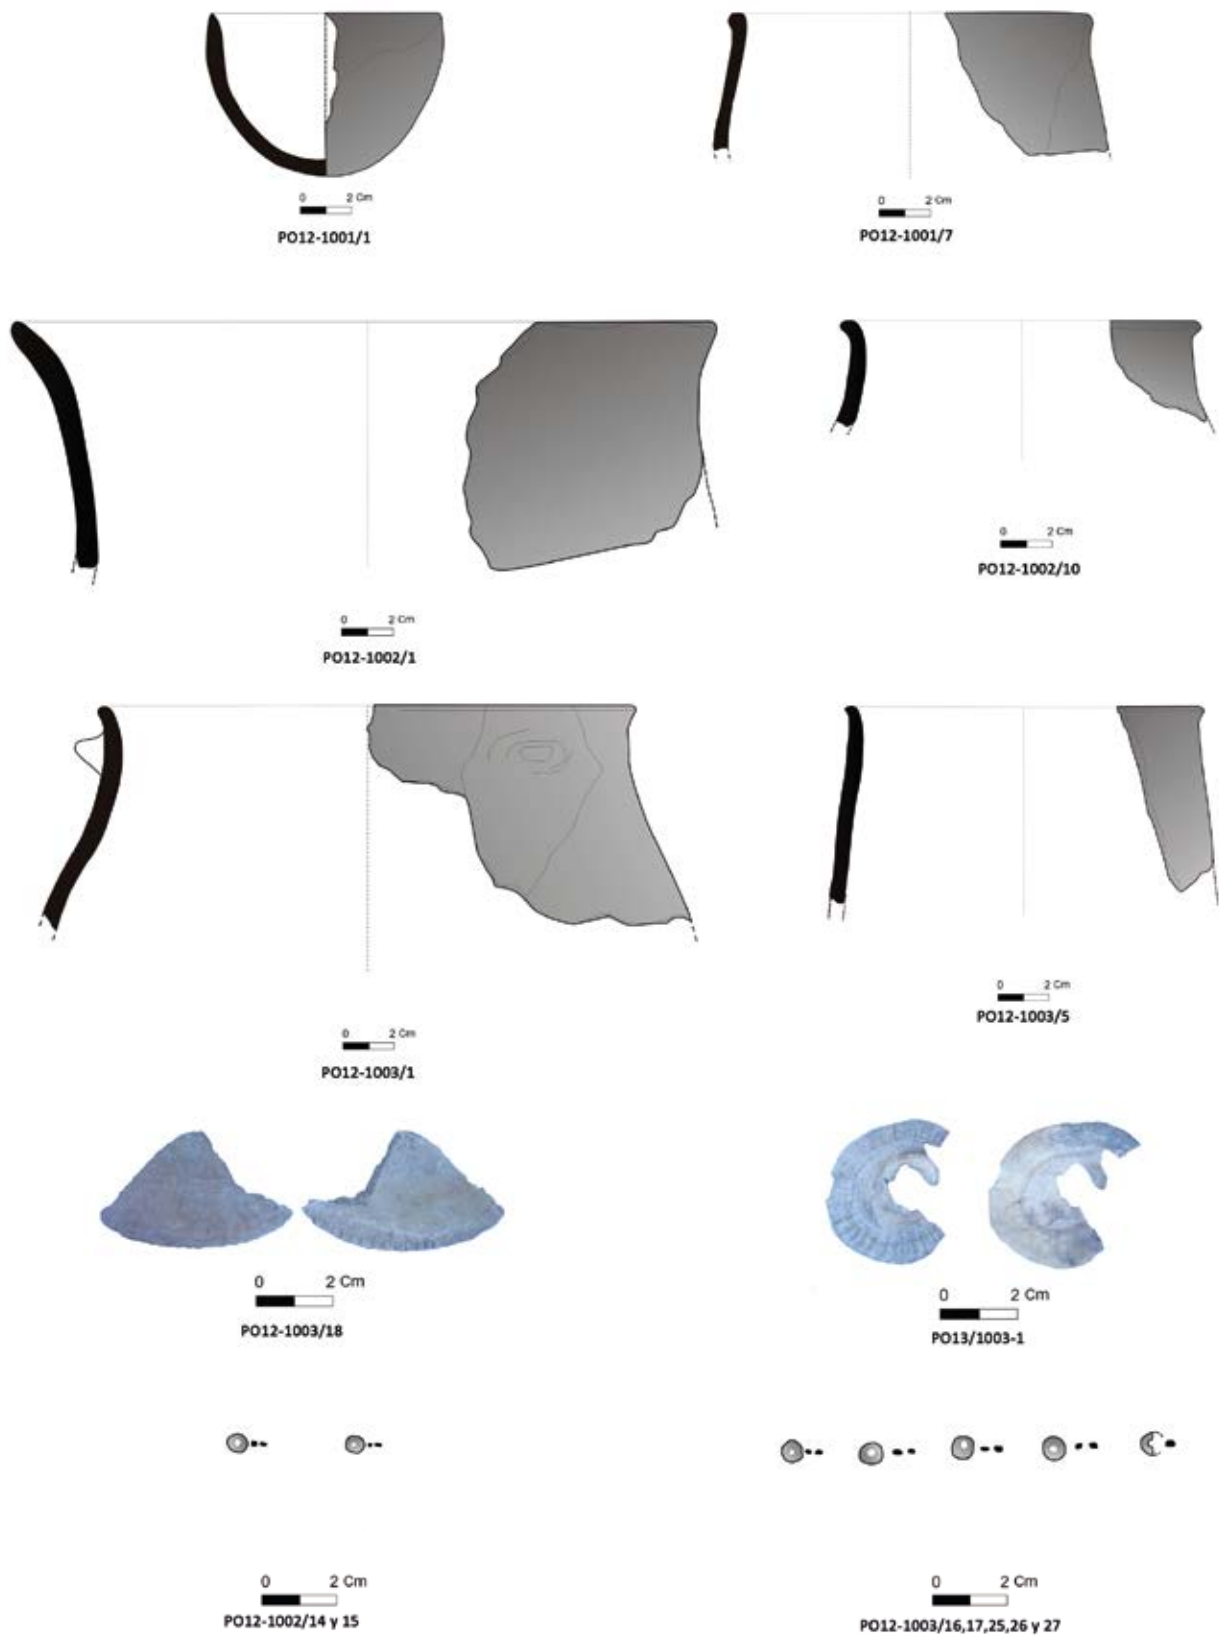 0 2 Cm
PO12-1001/1
0 2 Cm
PO12-1001/7
0 2 Cm
PO12-1002/1
0 2 Cm
PO12-1002/10
0 2 Cm
PO12-1003/1
0 2 Cm
PO12-1003/5
0 2 Cm
PO12-1003/18
0 2 Cm
PO13/1003-1
0 2 Cm
PO12-1002/14 y 15
0 2 Cm
PO12-1003/16,17,25,26 y 27